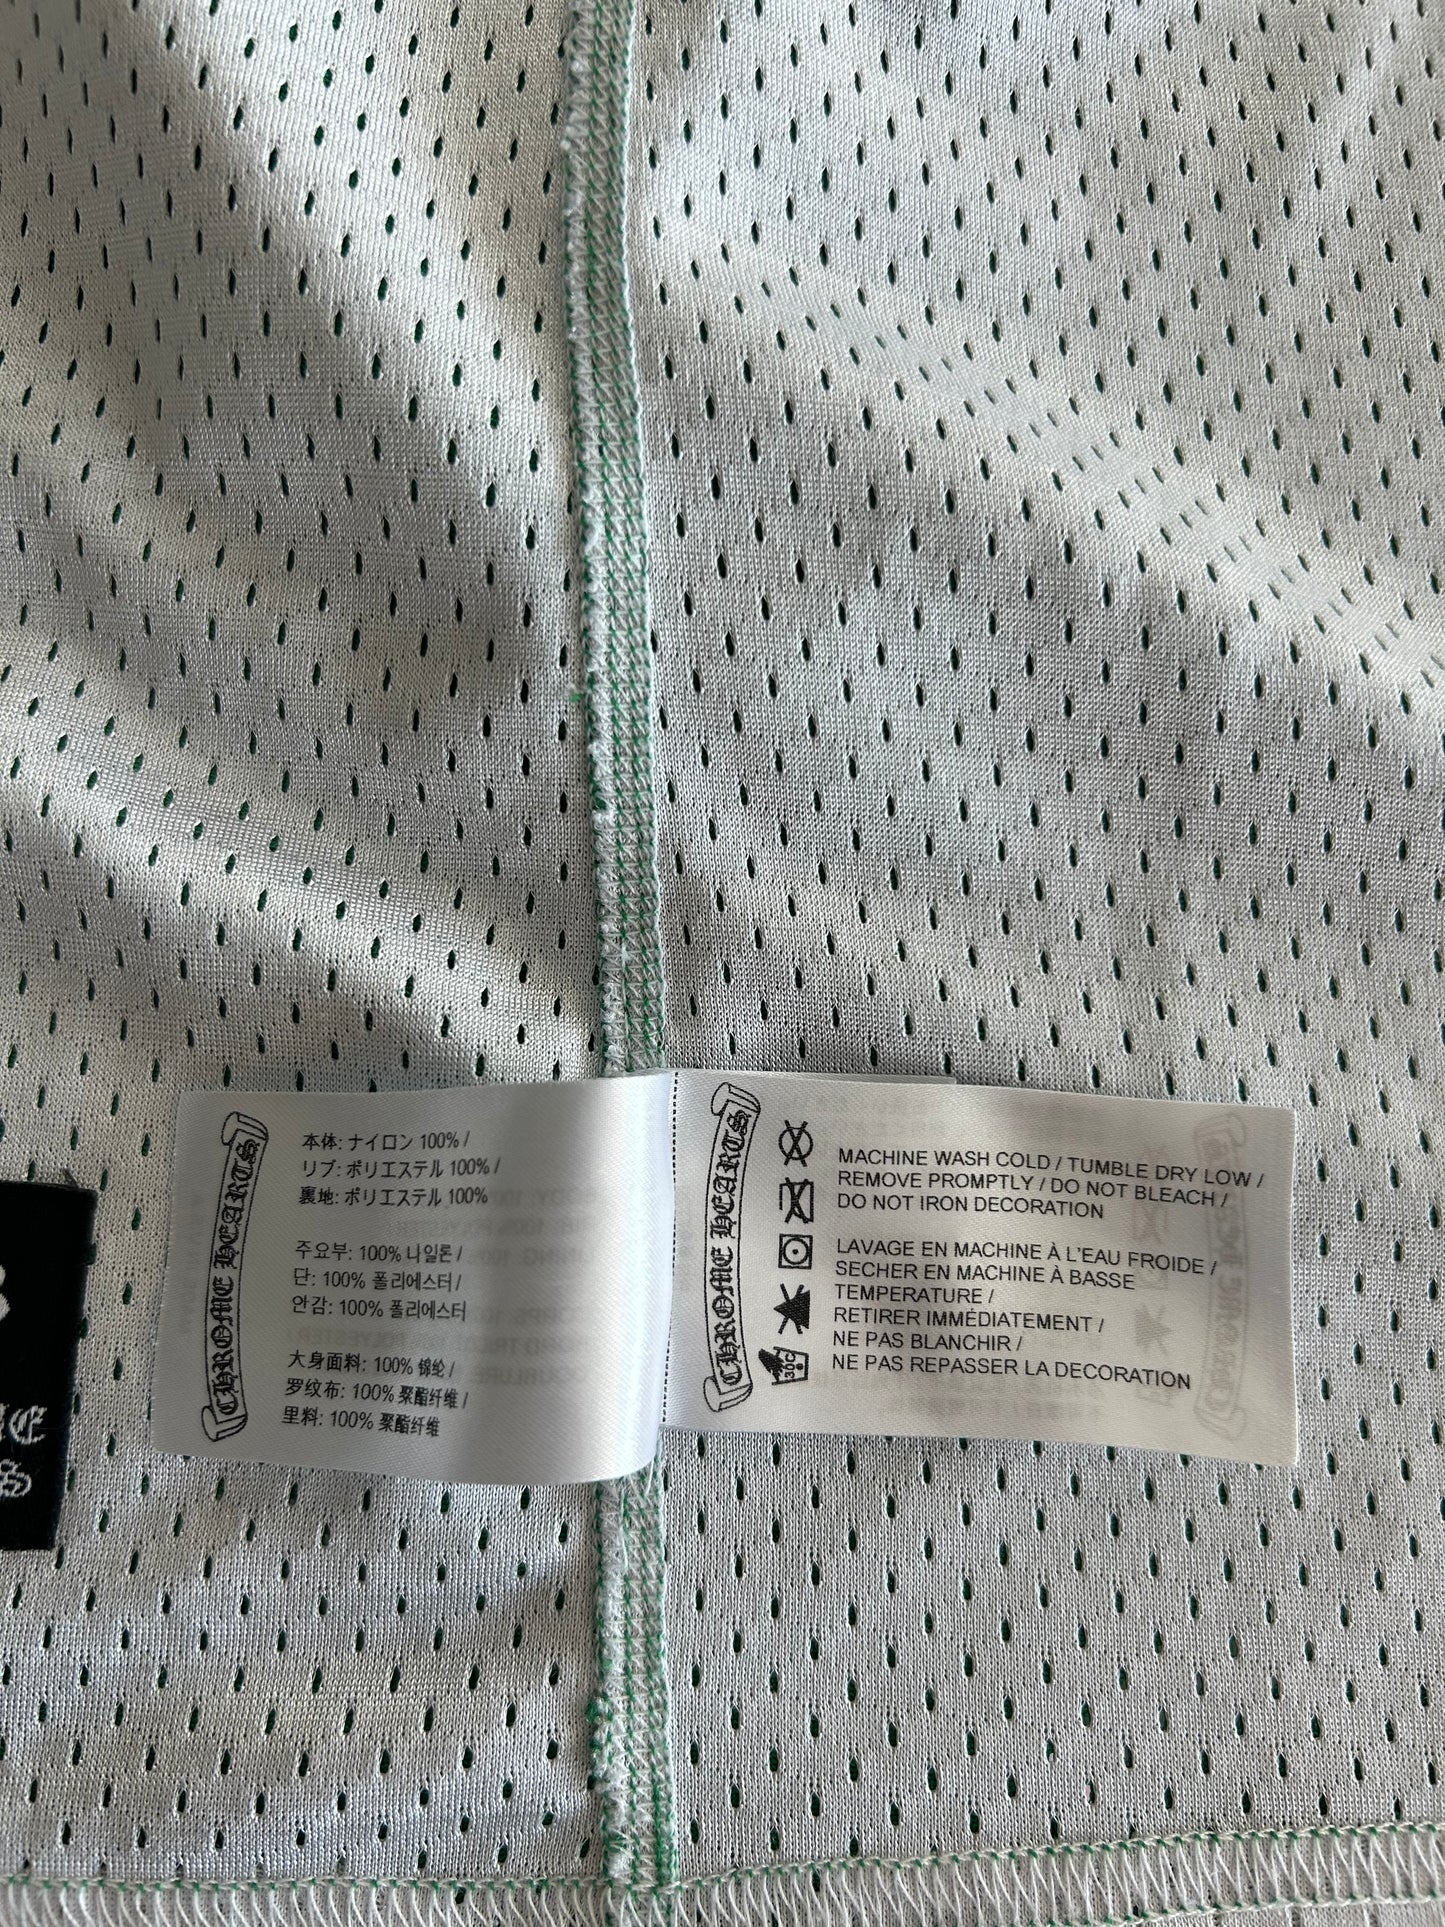 CHROME HEARTS
本体: ナイロン 100% /
リブ: ポリエステル 100% /
裏地: ポリエステル 100%
주요부: 100% 나일론 /
단: 100% 폴리에스터 /
안감: 100% 폴리에스터
大身面料: 100% 锦纶 /
罗纹布: 100% 聚酯纤维 /
里料: 100% 聚酯纤维
CHROME HEARTS
MACHINE WASH COLD / TUMBLE DRY LOW /
REMOVE PROMPTLY / DO NOT BLEACH /
DO NOT IRON DECORATION
LAVAGE EN MACHINE À L'EAU FROIDE /
SECHER EN MACHINE À BASSE
TEMPERATURE /
RETIRER IMMÉDIATEMENT /
NE PAS BLANCHIR /
NE PAS REPASSER LA DECORATION
30C